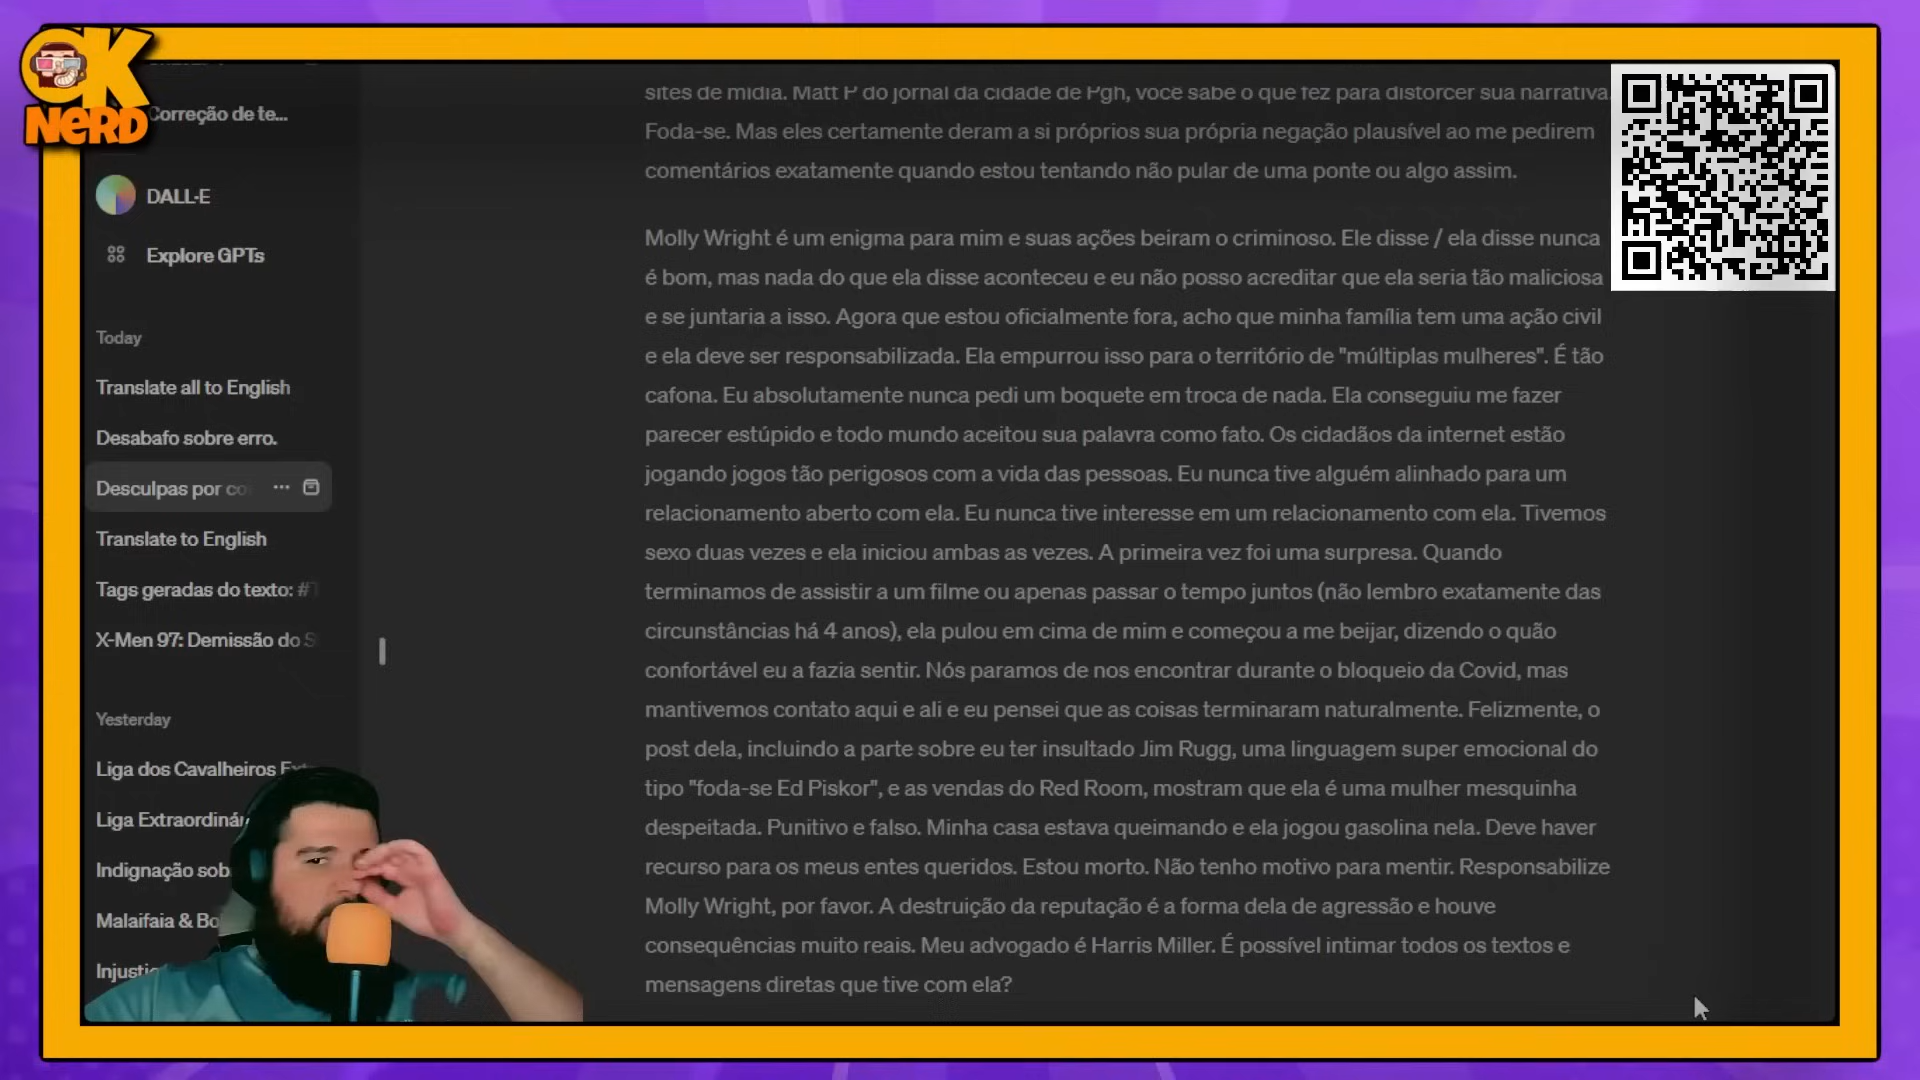 OK
NeRD
Correção de te...
DALL·E
Explore GPTs
Today
Translate all to English
Desabafo sobre erro.
Desculpas por co
Translate to English
Tags geradas do texto: #
X-Men 97: Demissão do S
Yesterday
Liga dos Cavalheiros Ext
Liga Extraordinár
Indignação sob
Malaifaia & Bo
Injusti
sites de mídia. Matt P do jornal da cidade de Pgh, você sabe o que fez para distorcer sua narrativa.
Foda-se. Mas eles certamente deram a si próprios sua própria negação plausível ao me pedirem
comentários exatamente quando estou tentando não pular de uma ponte ou algo assim.
Molly Wright é um enigma para mim e suas ações beiram o criminoso. Ele disse / ela disse nunca
é bom, mas nada do que ela disse aconteceu e eu não posso acreditar que ela seria tão maliciosa
e se juntaria a isso. Agora que estou oficialmente fora, acho que minha família tem uma ação civil
e ela deve ser responsabilizada. Ela empurrou isso para o território de "múltiplas mulheres". É tão
cafona. Eu absolutamente nunca pedi um boquete em troca de nada. Ela conseguiu me fazer
parecer estúpido e todo mundo aceitou sua palavra como fato. Os cidadãos da internet estão
jogando jogos tão perigosos com a vida das pessoas. Eu nunca tive alguém alinhado para um
relacionamento aberto com ela. Eu nunca tive interesse em um relacionamento com ela. Tivemos
sexo duas vezes e ela iniciou ambas as vezes. A primeira vez foi uma surpresa. Quando
terminamos de assistir a um filme ou apenas passar o tempo juntos (não lembro exatamente das
circunstâncias há 4 anos), ela pulou em cima de mim e começou a me beijar, dizendo o quão
confortável eu a fazia sentir. Nós paramos de nos encontrar durante o bloqueio da Covid, mas
mantivemos contato aqui e ali e eu pensei que as coisas terminaram naturalmente. Felizmente, o
post dela, incluindo a parte sobre eu ter insultado Jim Rugg, uma linguagem super emocional do
tipo "foda-se Ed Piskor", e as vendas do Red Room, mostram que ela é uma mulher mesquinha
despeitada. Punitivo e falso. Minha casa estava queimando e ela jogou gasolina nela. Deve haver
recurso para os meus entes queridos. Estou morto. Não tenho motivo para mentir. Responsabilize
Molly Wright, por favor. A destruição da reputação é a forma dela de agressão e houve
consequências muito reais. Meu advogado é Harris Miller. É possível intimar todos os textos e
mensagens diretas que tive com ela?